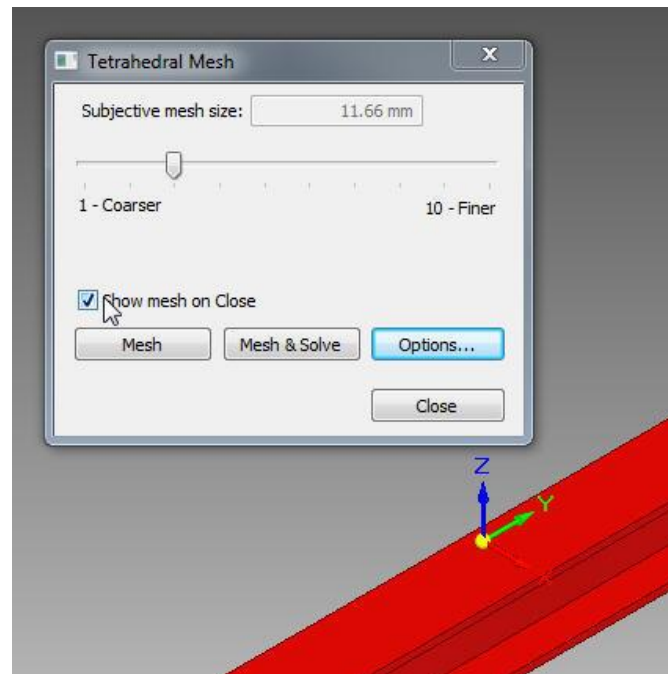 Tetrahedral Mesh
Subjective mesh size: 11.66 mm
1 - Coarser 10 - Finer
Show mesh on Close
Mesh Mesh & Solve Options...
Close
Z
Y
X